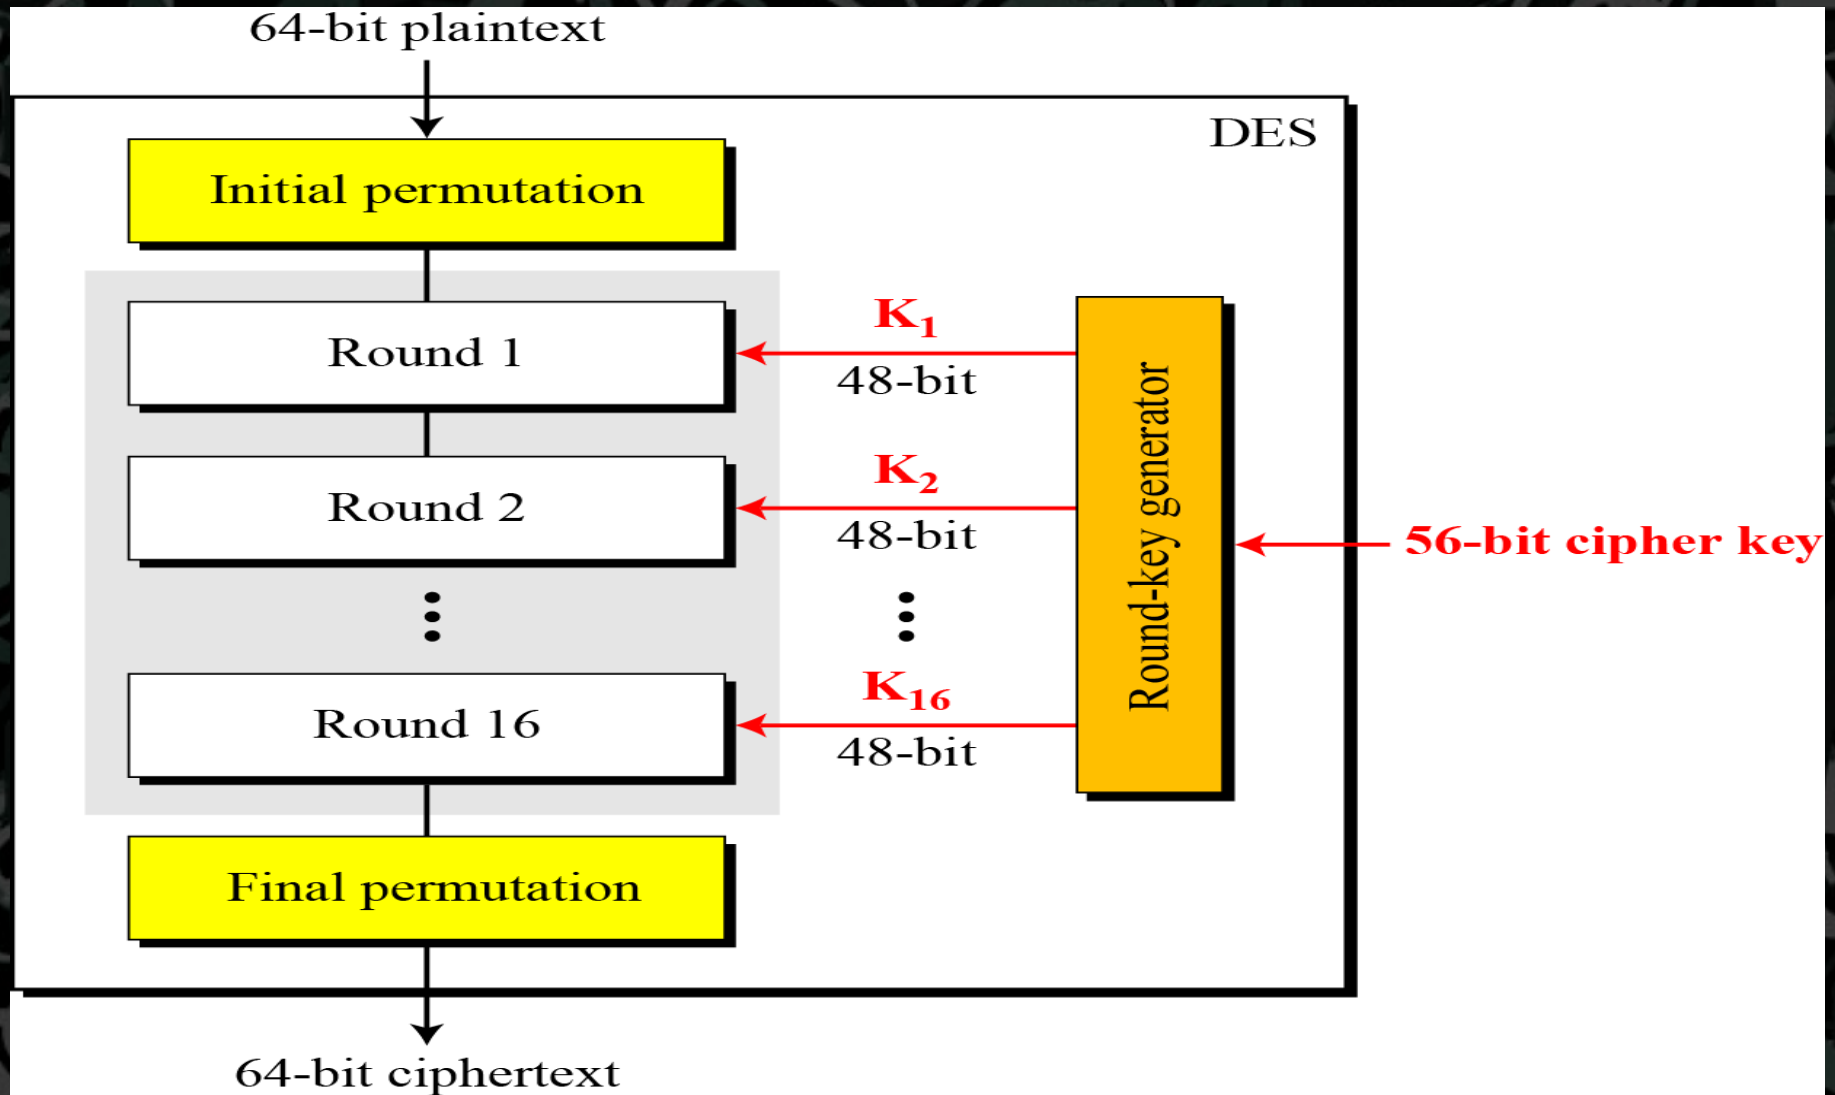 64-bit plaintext
DES
Initial permutation
Round 1
K1
48-bit
Round 2
K2
48-bit
Round-key generator
56-bit cipher key
Round 16
K16
48-bit
Final permutation
64-bit ciphertext